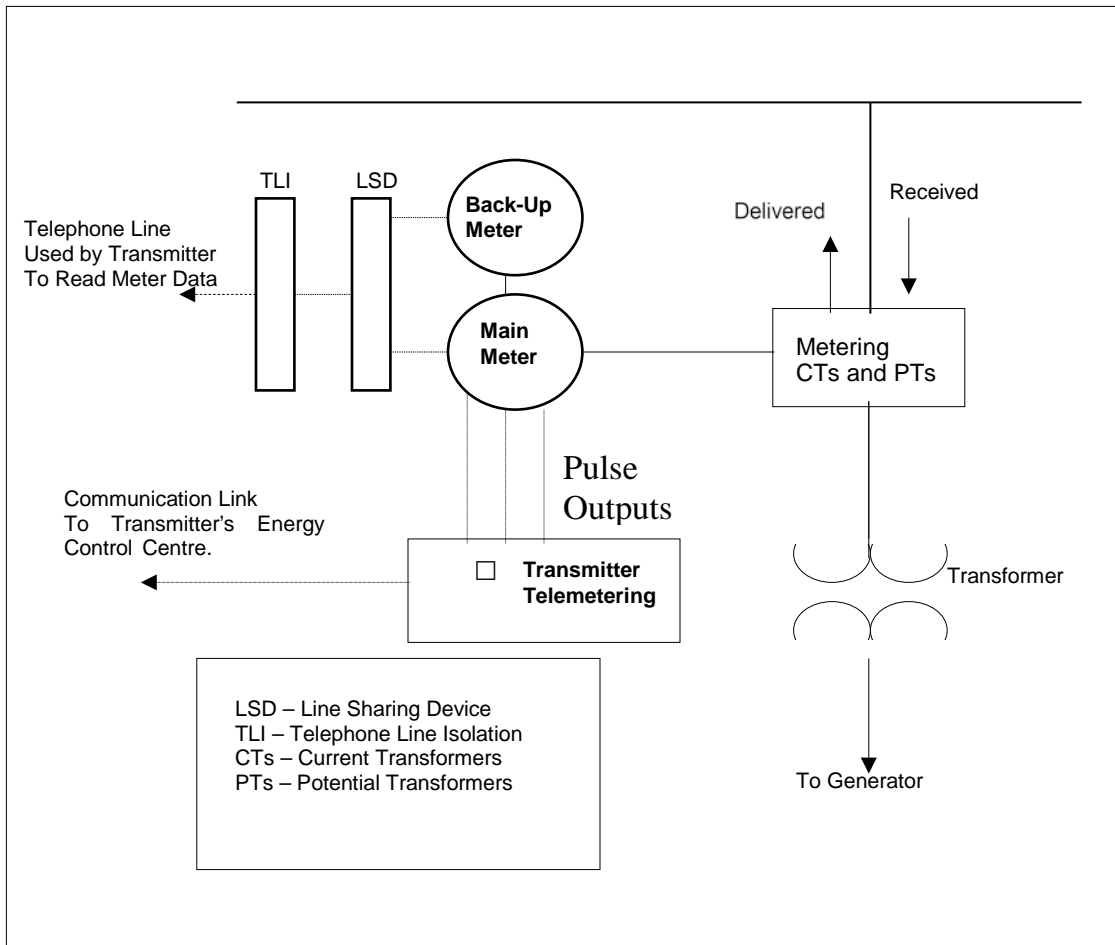 TLI
LSD
Back-Up
Meter
Received
Delivered
Telephone Line
Used by Transmitter
To Read Meter Data
Main
Meter
Metering
CTs and PTs
Pulse
Outputs
Communication Link
To Transmitter’s Energy
Control Centre.
Transmitter
Telemetering
Transformer
LSD – Line Sharing Device
TLI – Telephone Line Isolation
CTs – Current Transformers
PTs – Potential Transformers
To Generator